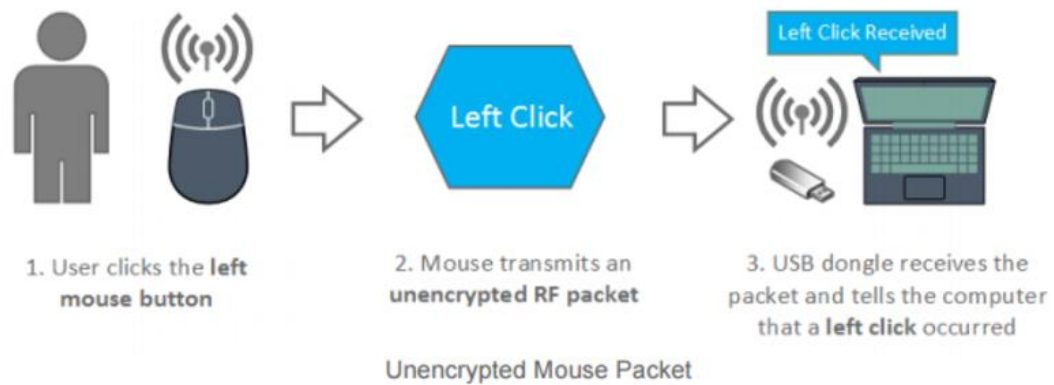 Left Click Received
Left Click
1. User clicks the left
mouse button
2. Mouse transmits an
unencrypted RF packet
3. USB dongle receives the
packet and tells the computer
that a left click occurred
Unencrypted Mouse Packet